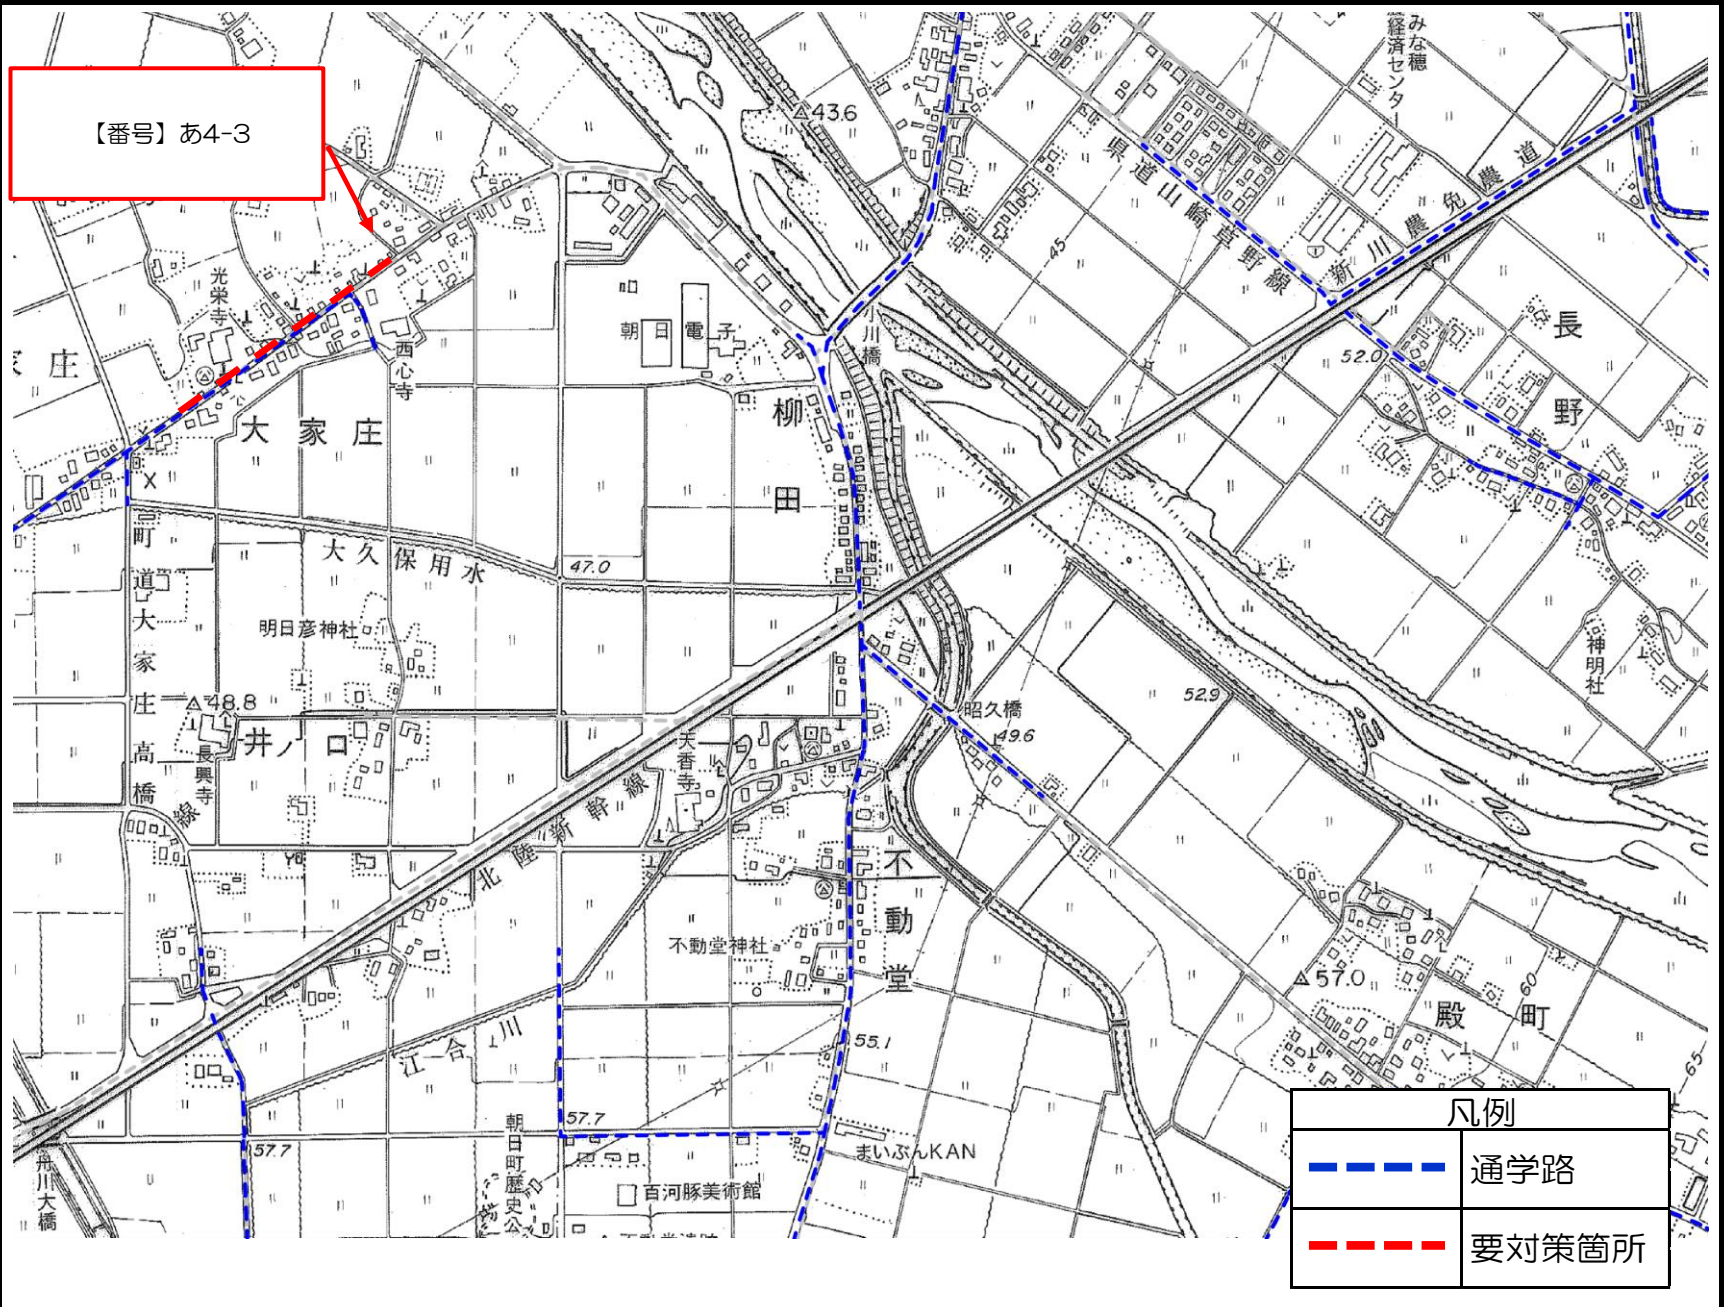 【番号】あ4-3
みな穂
経済センター
43.6
県道山崎草野線
新川農免農道
45
光栄寺
西心寺
朝日電子
小川橋
52.0
長野
家庄
大家庄
柳田
大久保用水
47.0
町道大家庄高橋線
明日彦神社
48.8
長興寺
井ノ口
神明社
52.9
昭久橋
49.6
天香寺
北陸新幹線
不動堂
不動堂神社
57.0
60
殿町
65
江合川
55.1
57.7
57.7
朝日町歴史公
まいぶんKAN
百河豚美術館
舟川大橋
凡例
通学路
要対策箇所